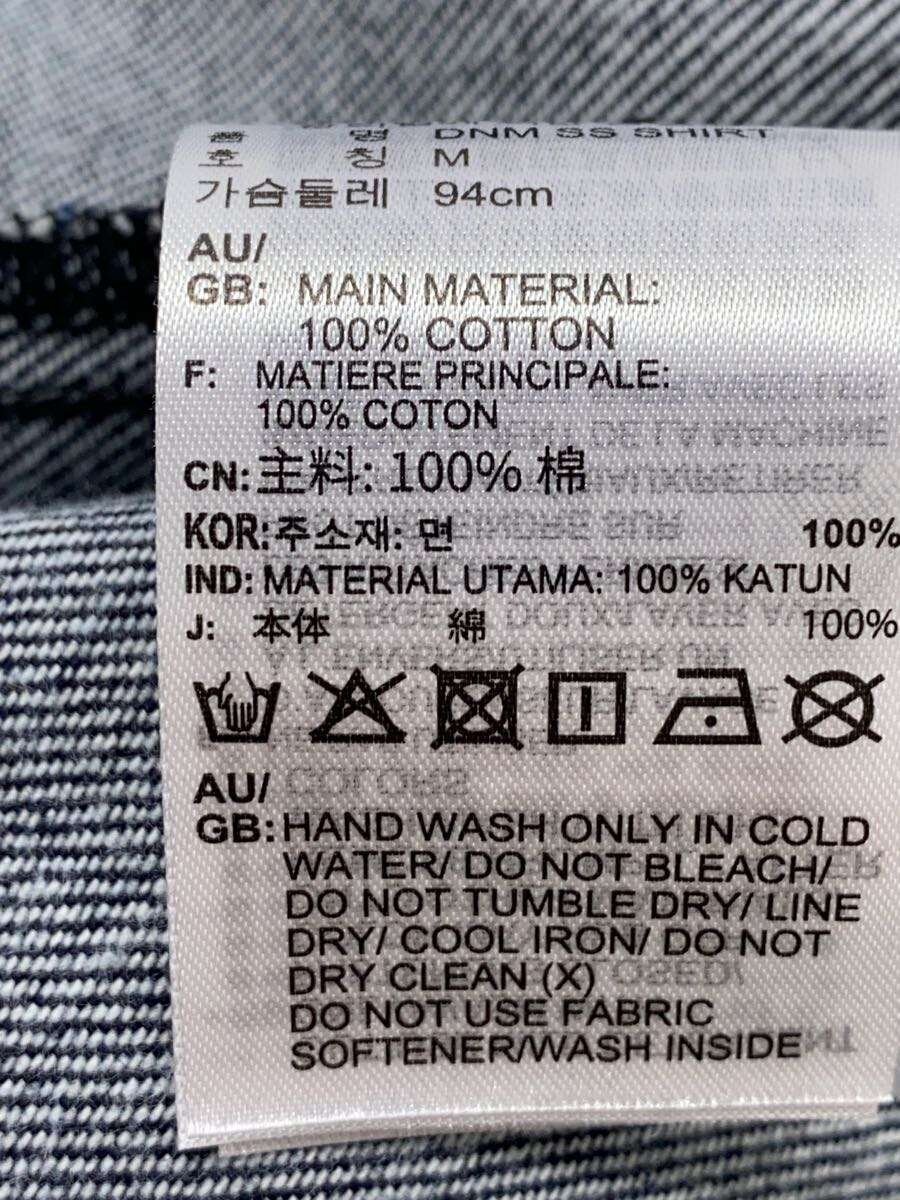 품 명 DNM SS SHIRT
호 칭 M
가슴둘레 94cm
AU/
GB: MAIN MATERIAL:
100% COTTON
F: MATIERE PRINCIPALE:
100% COTON
CN: 主料: 100% 棉
KOR: 주소재: 면 100%
IND: MATERIAL UTAMA: 100% KATUN
J: 本体 綿 100%
AU/
GB: HAND WASH ONLY IN COLD
WATER/ DO NOT BLEACH/
DO NOT TUMBLE DRY/ LINE
DRY/ COOL IRON/ DO NOT
DRY CLEAN (X)
DO NOT USE FABRIC
SOFTENER/WASH INSIDE